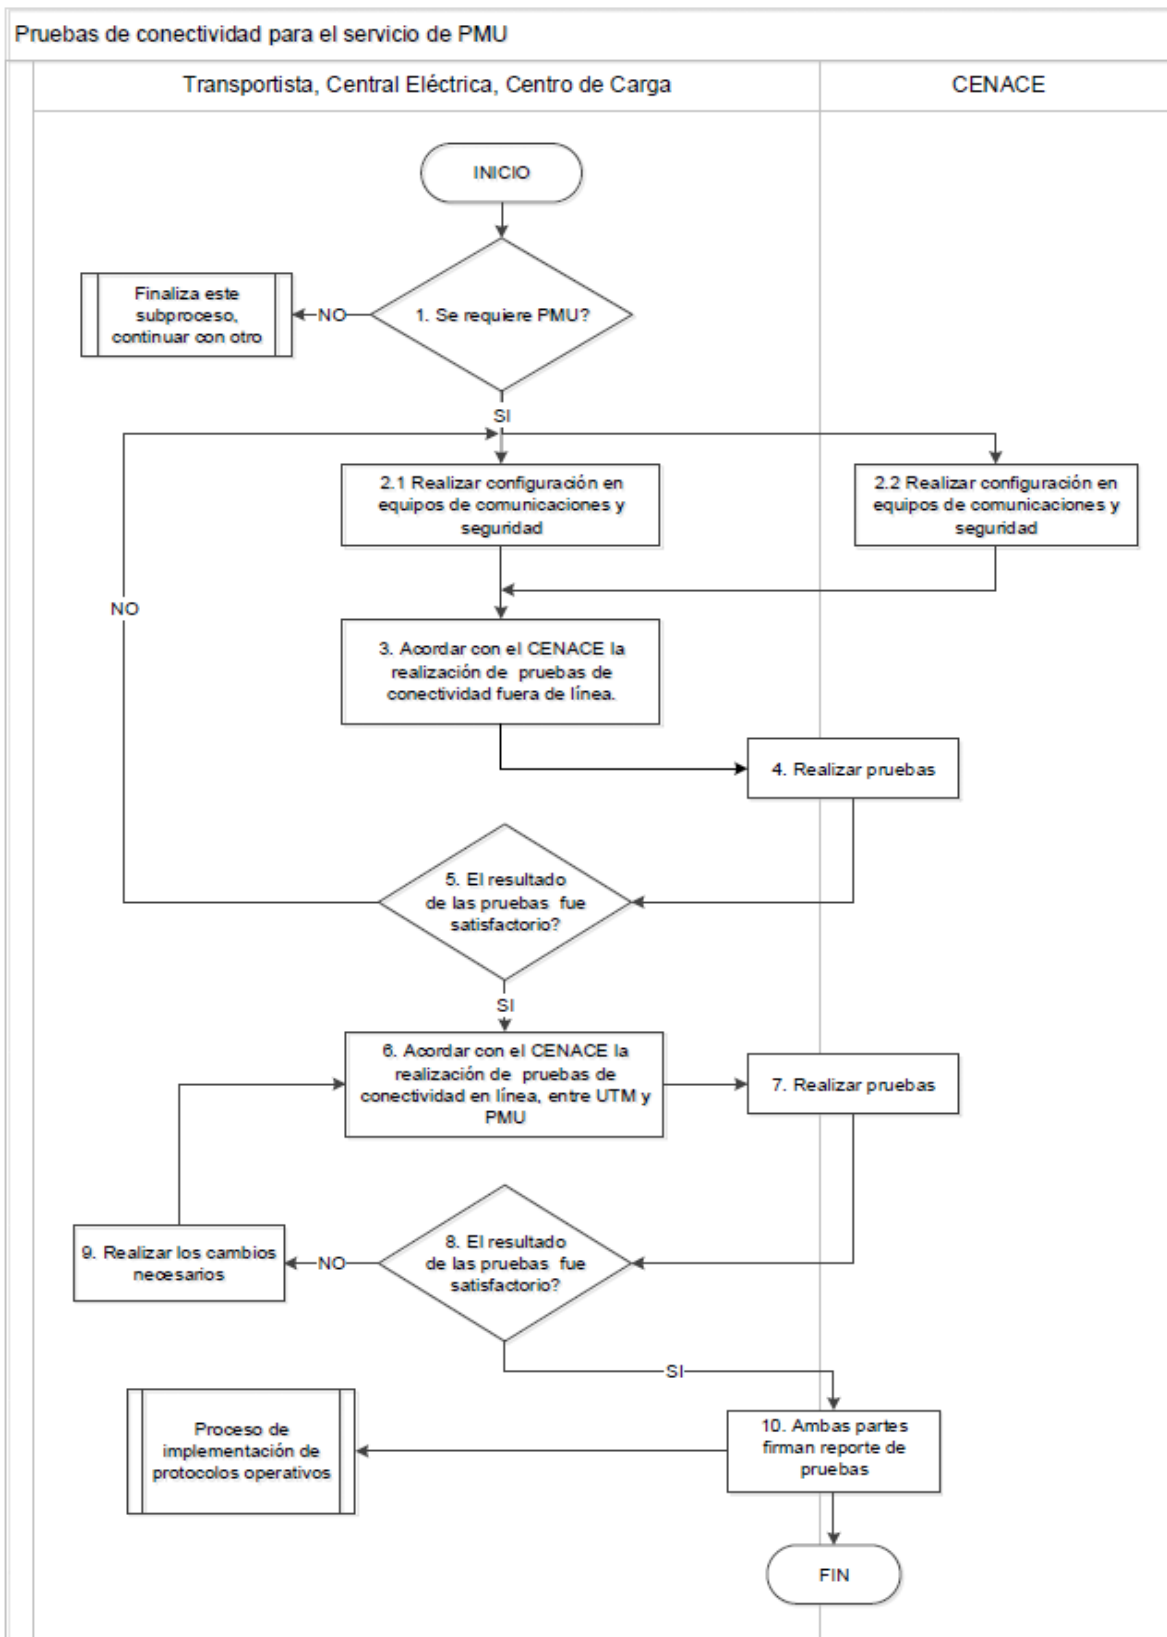 Pruebas de conectividad para el servicio de PMU
Transportista, Central Eléctrica, Centro de Carga
CENACE
INICIO
1. Se requiere PMU?
NO
Finaliza este
subproceso,
continuar con otro
SI
2.1 Realizar configuración en
equipos de comunicaciones y
seguridad
2.2 Realizar configuración en
equipos de comunicaciones y
seguridad
NO
3. Acordar con el CENACE la
realización de pruebas de
conectividad fuera de línea.
4. Realizar pruebas
5. El resultado
de las pruebas fue
satisfactorio?
SI
6. Acordar con el CENACE la
realización de pruebas de
conectividad en línea, entre UTM y
PMU
7. Realizar pruebas
8. El resultado
de las pruebas fue
satisfactorio?
NO
9. Realizar los cambios
necesarios
SI
10. Ambas partes
firman reporte de
pruebas
Proceso de
implementación de
protocolos operativos
FIN